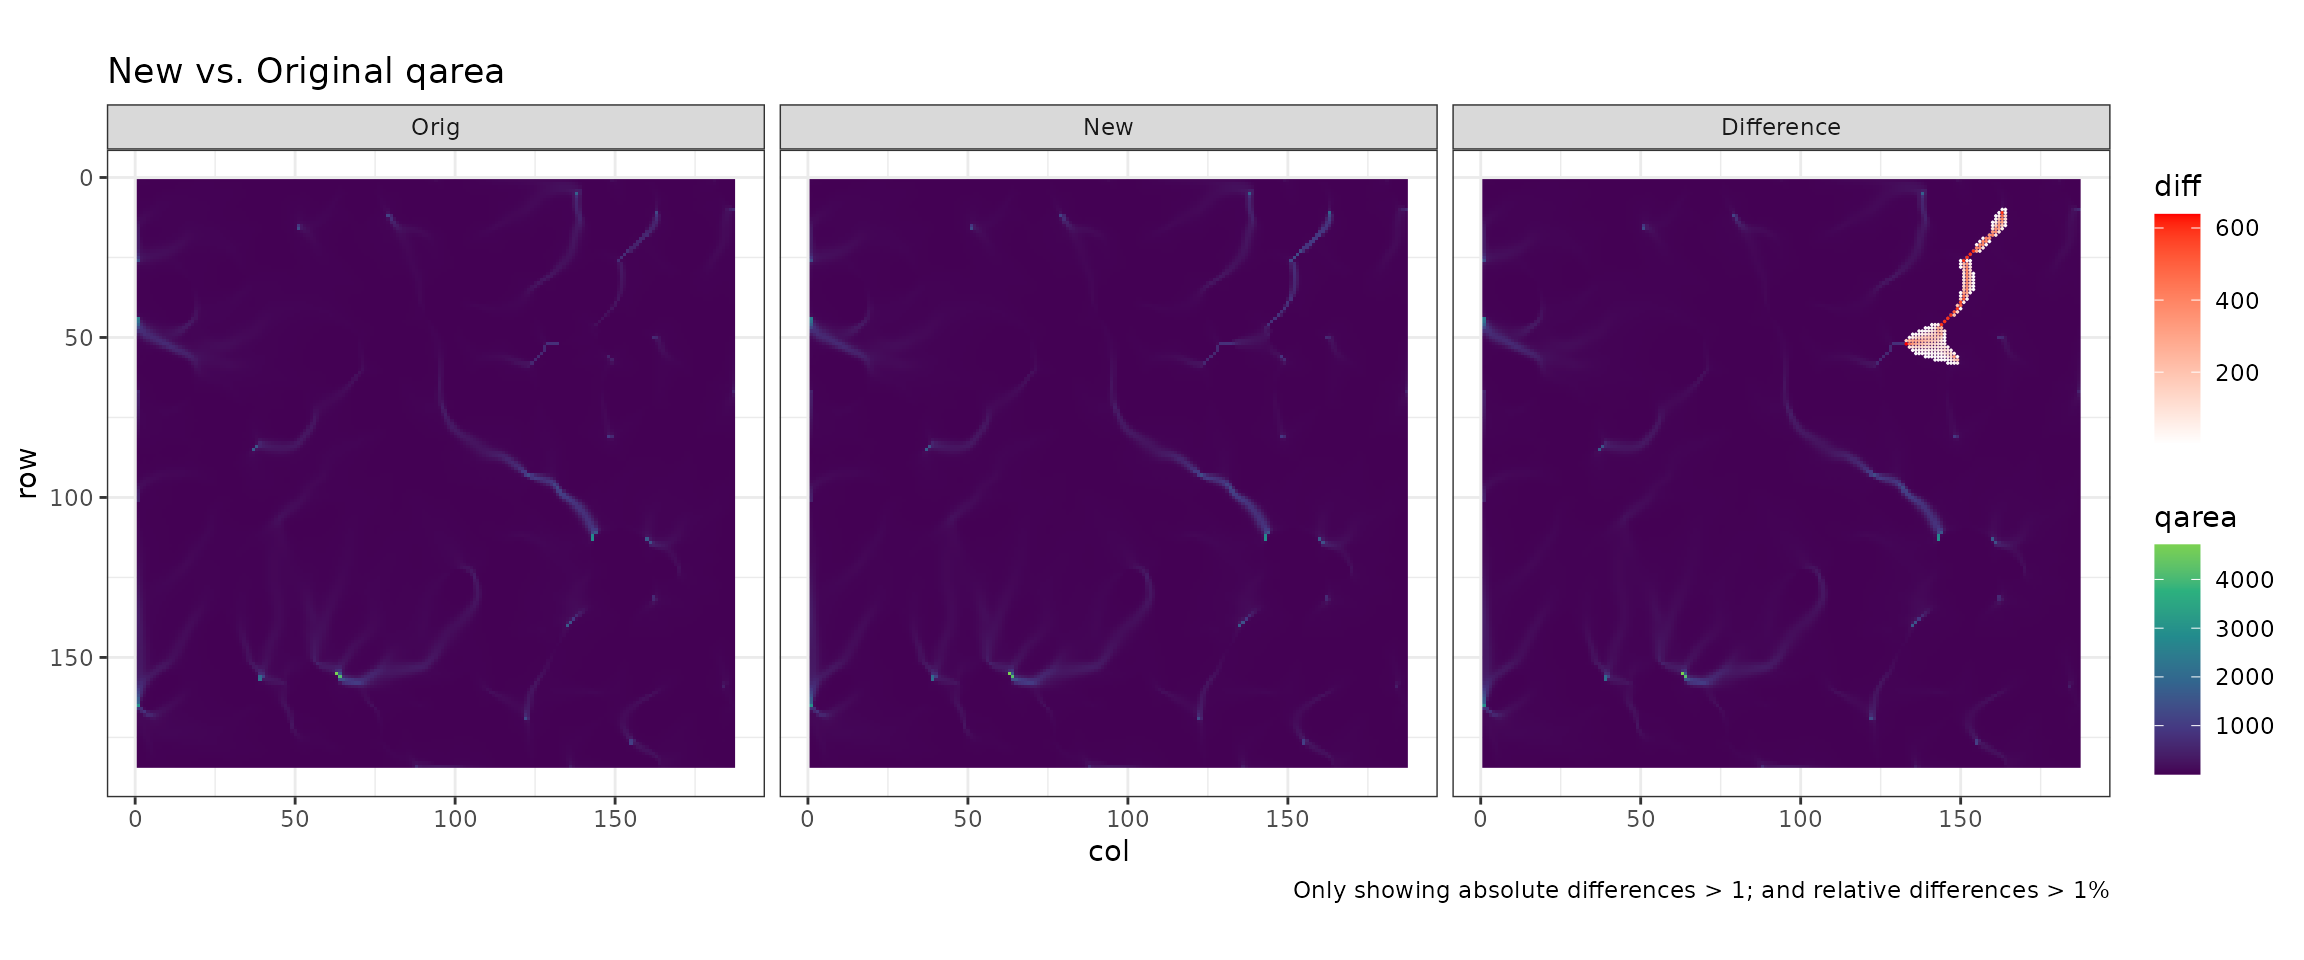 New vs. Original qarea
Orig
New
Difference
row
0
50
100
150
0
50
100
150
0
50
100
150
0
50
100
150
col
diff
600
400
200
qarea
4000
3000
2000
1000
Only showing absolute differences > 1; and relative differences > 1%